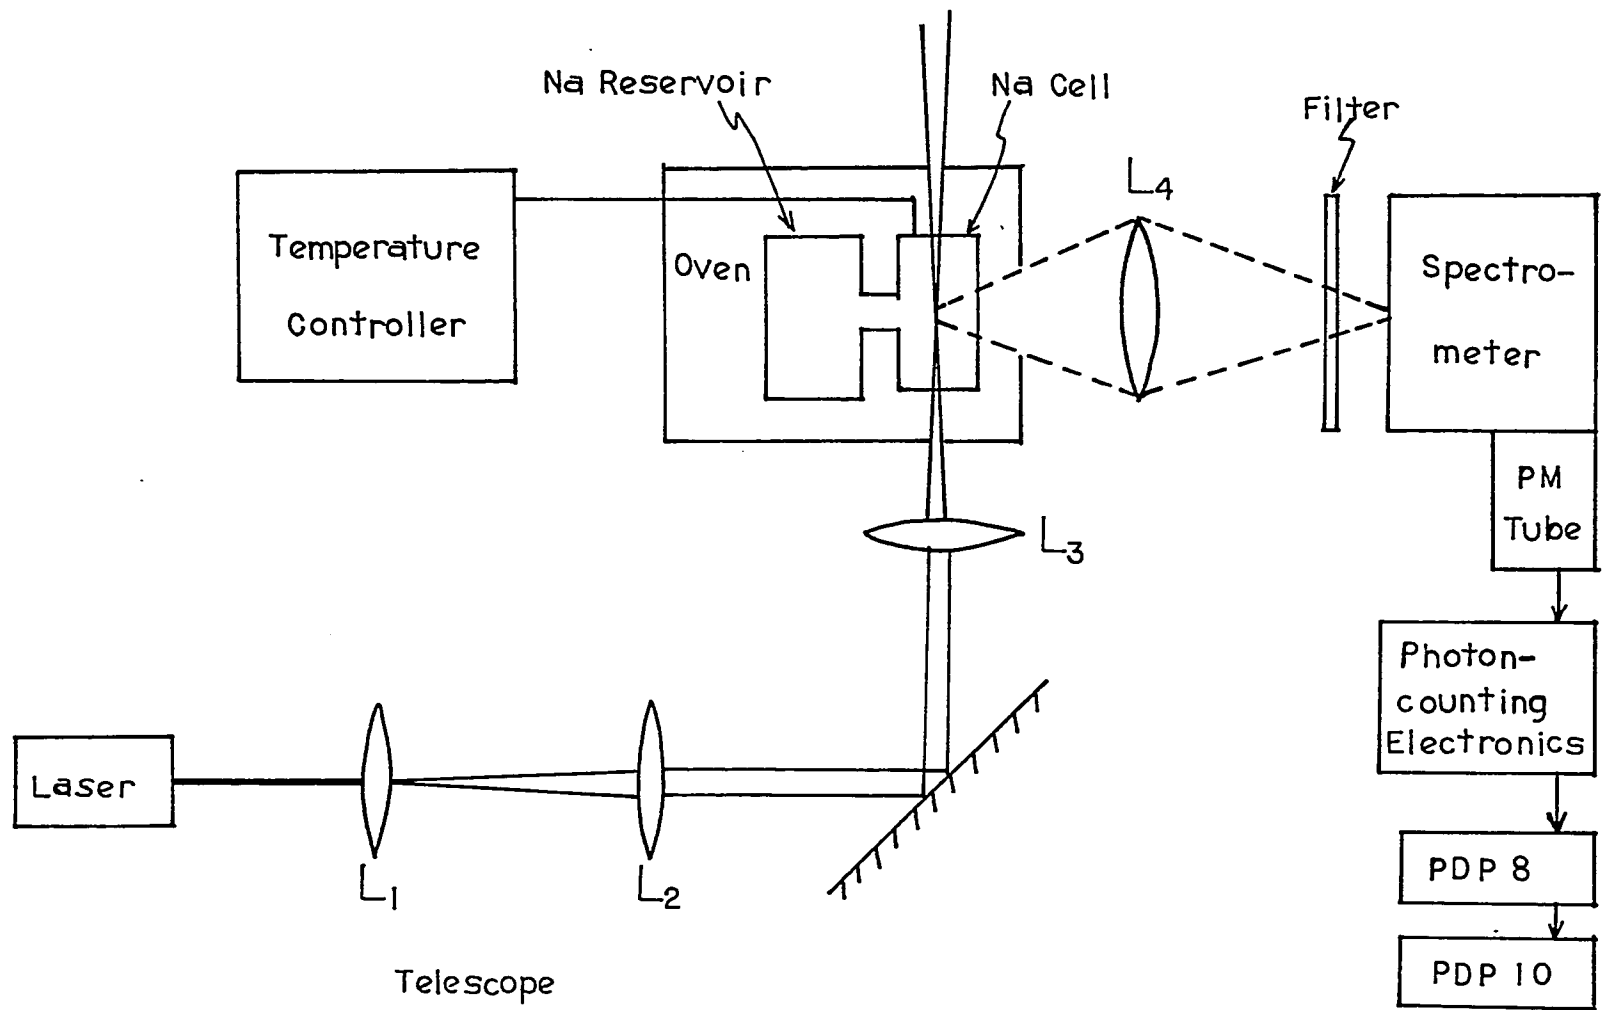 Na Reservoir
Na Cell
Filter
L4
Temperature
Controller
Oven
Spectro-
meter
PM
Tube
L3
Photon-
counting
Electronics
Laser
L1
L2
PDP 8
PDP 10
Telescope